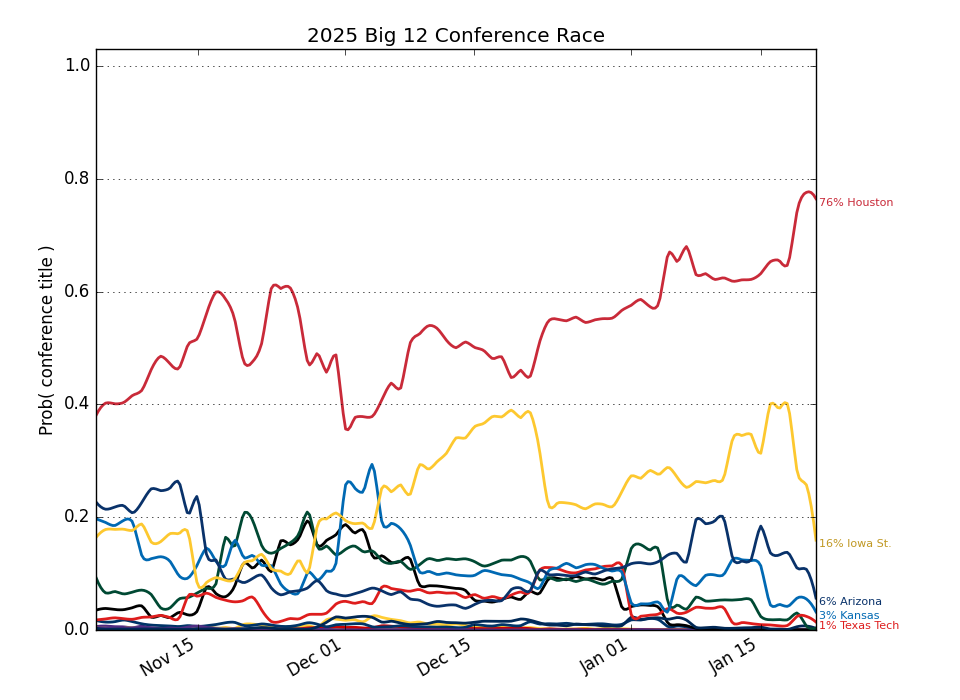 2025 Big 12 Conference Race
Prob( conference title )
1.0
0.8
0.6
0.4
0.2
0.0
76% Houston
16% Iowa St.
6% Arizona
3% Kansas
1% Texas Tech
Nov 15
Dec 01
Dec 15
Jan 01
Jan 15